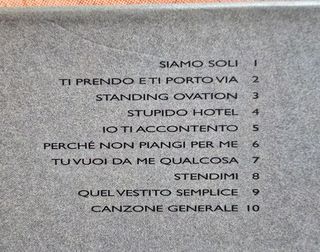 SIAMO SOLI 1
TI PRENDO E TI PORTO VIA 2
STANDING OVATION 3
STUPIDO HOTEL 4
IO TI ACCONTENTO 5
PERCHÉ NON PIANGI PER ME 6
TU VUOI DA ME QUALCOSA 7
STENDIMI 8
QUEL VESTITO SEMPLICE 9
CANZONE GENERALE 10